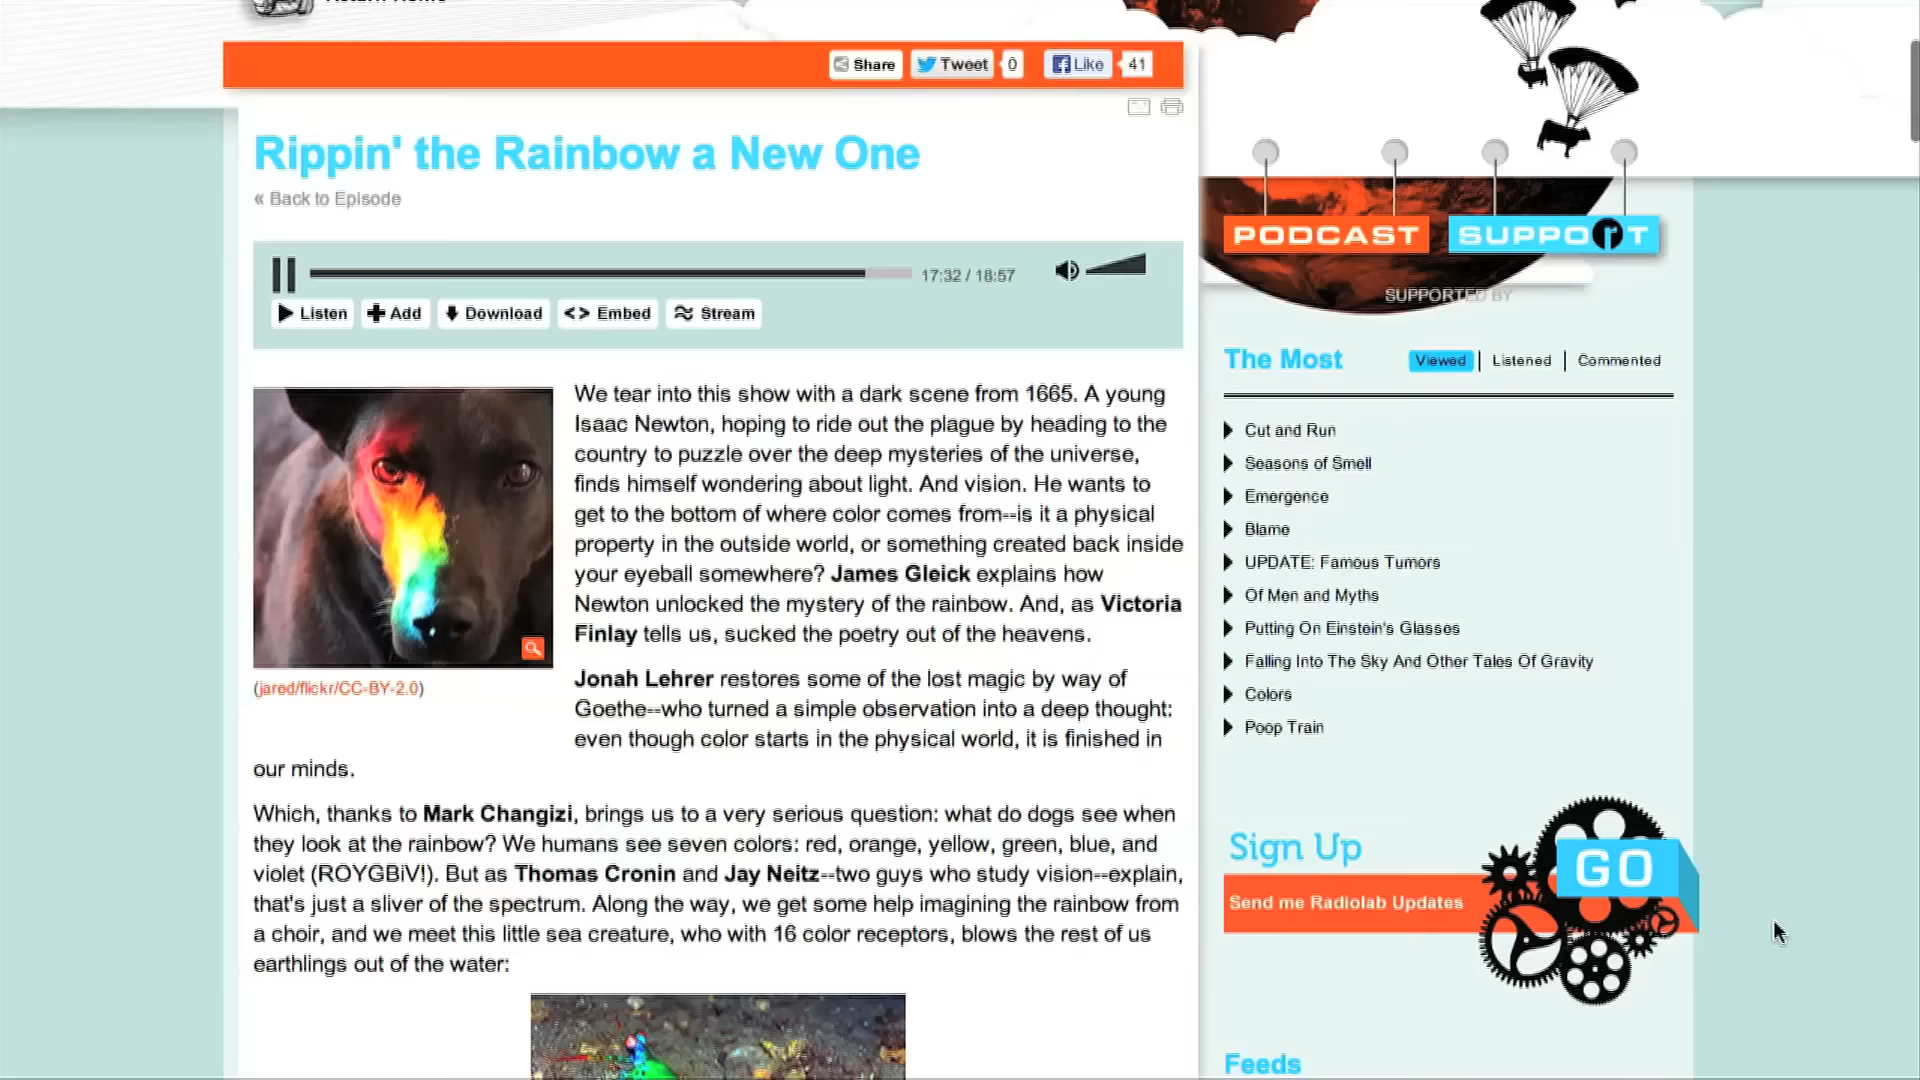 Return Home
Share
Tweet
0
Like
41
Rippin' the Rainbow a New One
« Back to Episode
17:32 / 18:57
Listen
Add
Download
Embed
Stream
We tear into this show with a dark scene from 1665. A young
Isaac Newton, hoping to ride out the plague by heading to the
country to puzzle over the deep mysteries of the universe,
finds himself wondering about light. And vision. He wants to
get to the bottom of where color comes from--is it a physical
property in the outside world, or something created back inside
your eyeball somewhere? James Gleick explains how
Newton unlocked the mystery of the rainbow. And, as Victoria
Finlay tells us, sucked the poetry out of the heavens.
(jared/flickr/CC-BY-2.0)
Jonah Lehrer restores some of the lost magic by way of
Goethe--who turned a simple observation into a deep thought:
even though color starts in the physical world, it is finished in
our minds.
Which, thanks to Mark Changizi, brings us to a very serious question: what do dogs see when
they look at the rainbow? We humans see seven colors: red, orange, yellow, green, blue, and
violet (ROYGBiV!). But as Thomas Cronin and Jay Neitz--two guys who study vision--explain,
that's just a sliver of the spectrum. Along the way, we get some help imagining the rainbow from
a choir, and we meet this little sea creature, who with 16 color receptors, blows the rest of us
earthlings out of the water:
PODCAST
SUPPORT
SUPPORTED BY
The Most
Viewed
Listened
Commented
Cut and Run
Seasons of Smell
Emergence
Blame
UPDATE: Famous Tumors
Of Men and Myths
Putting On Einstein's Glasses
Falling Into The Sky And Other Tales Of Gravity
Colors
Poop Train
Sign Up
GO
Send me Radiolab Updates
Feeds